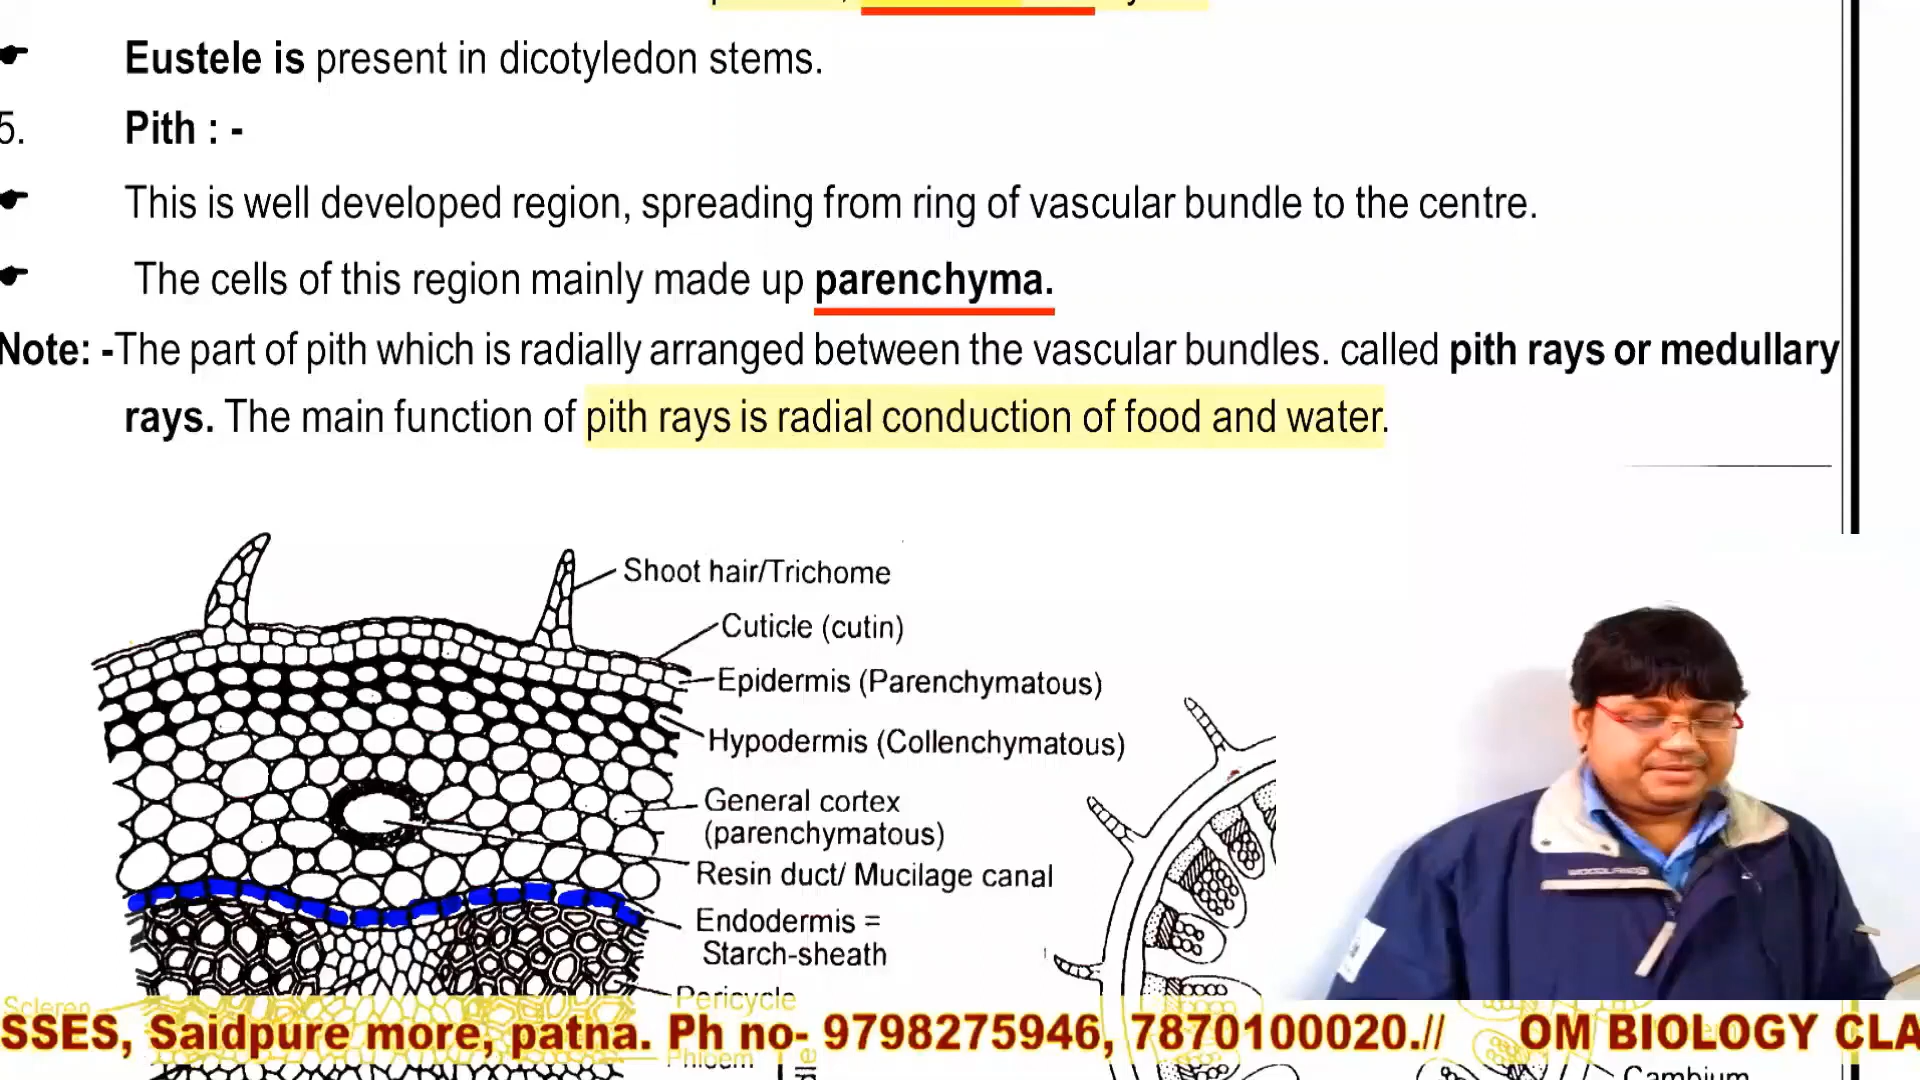 Eustele is present in dicotyledon stems.
5. Pith : -
This is well developed region, spreading from ring of vascular bundle to the centre.
The cells of this region mainly made up parenchyma.
Note: -The part of pith which is radially arranged between the vascular bundles. called pith rays or medullary
rays. The main function of pith rays is radial conduction of food and water.
Shoot hair/Trichome
Cuticle (cutin)
Epidermis (Parenchymatous)
Hypodermis (Collenchymatous)
General cortex
(parenchymatous)
Resin duct/ Mucilage canal
Endodermis =
Starch-sheath
Pericycle
Scleren
WOODLAND
SSES, Saidpure more, patna. Ph no- 9798275946, 7870100020.// OM BIOLOGY CLA
Phloem
Cambium